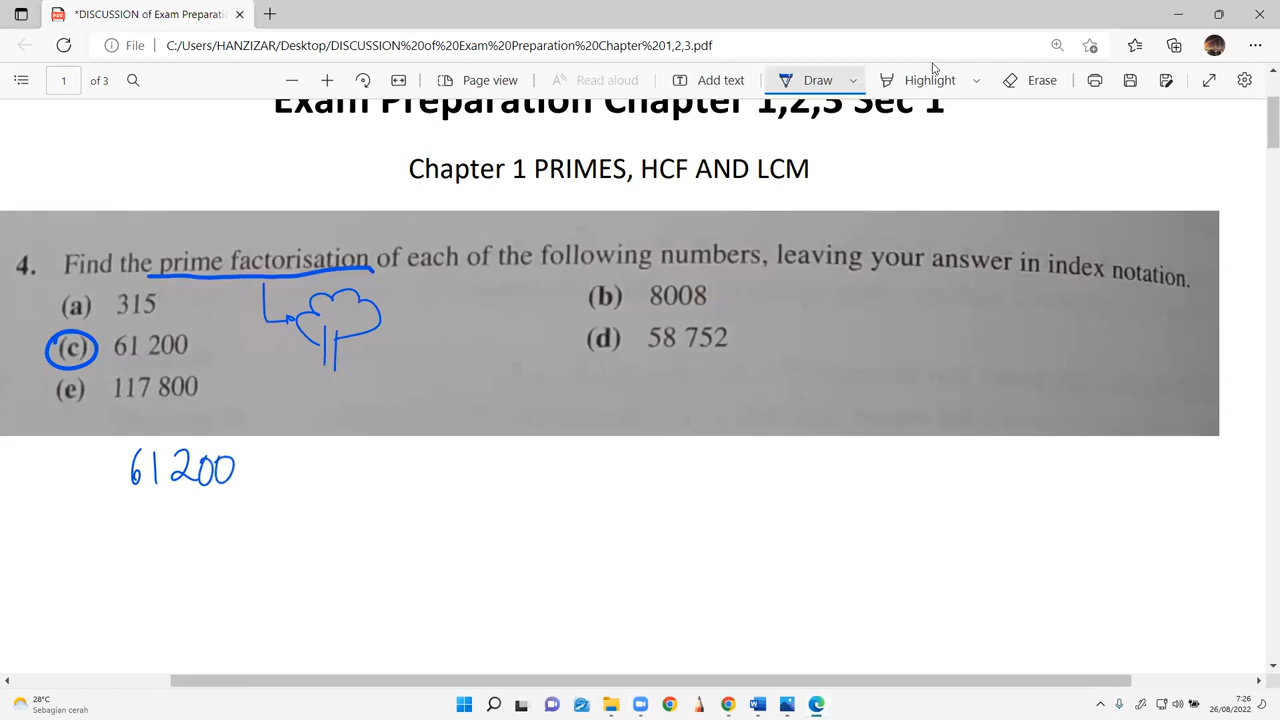 *DISCUSSION of Exam Preparati
File C:/Users/HANZIZAR/Desktop/DISCUSSION%20of%20Exam%20Preparation%20Chapter%201,2,3.pdf
1 of 3 Page view Read aloud Add text Draw Highlight Erase
Exam Preparation Chapter 1,2,3 Sec 1
Chapter 1 PRIMES, HCF AND LCM
4. Find the prime factorisation of each of the following numbers, leaving your answer in index notation.
(a) 315 (b) 8008
(c) 61 200 (d) 58 752
(e) 117 800
61200
28°C
Sebagian cerah
7:26
26/08/2022